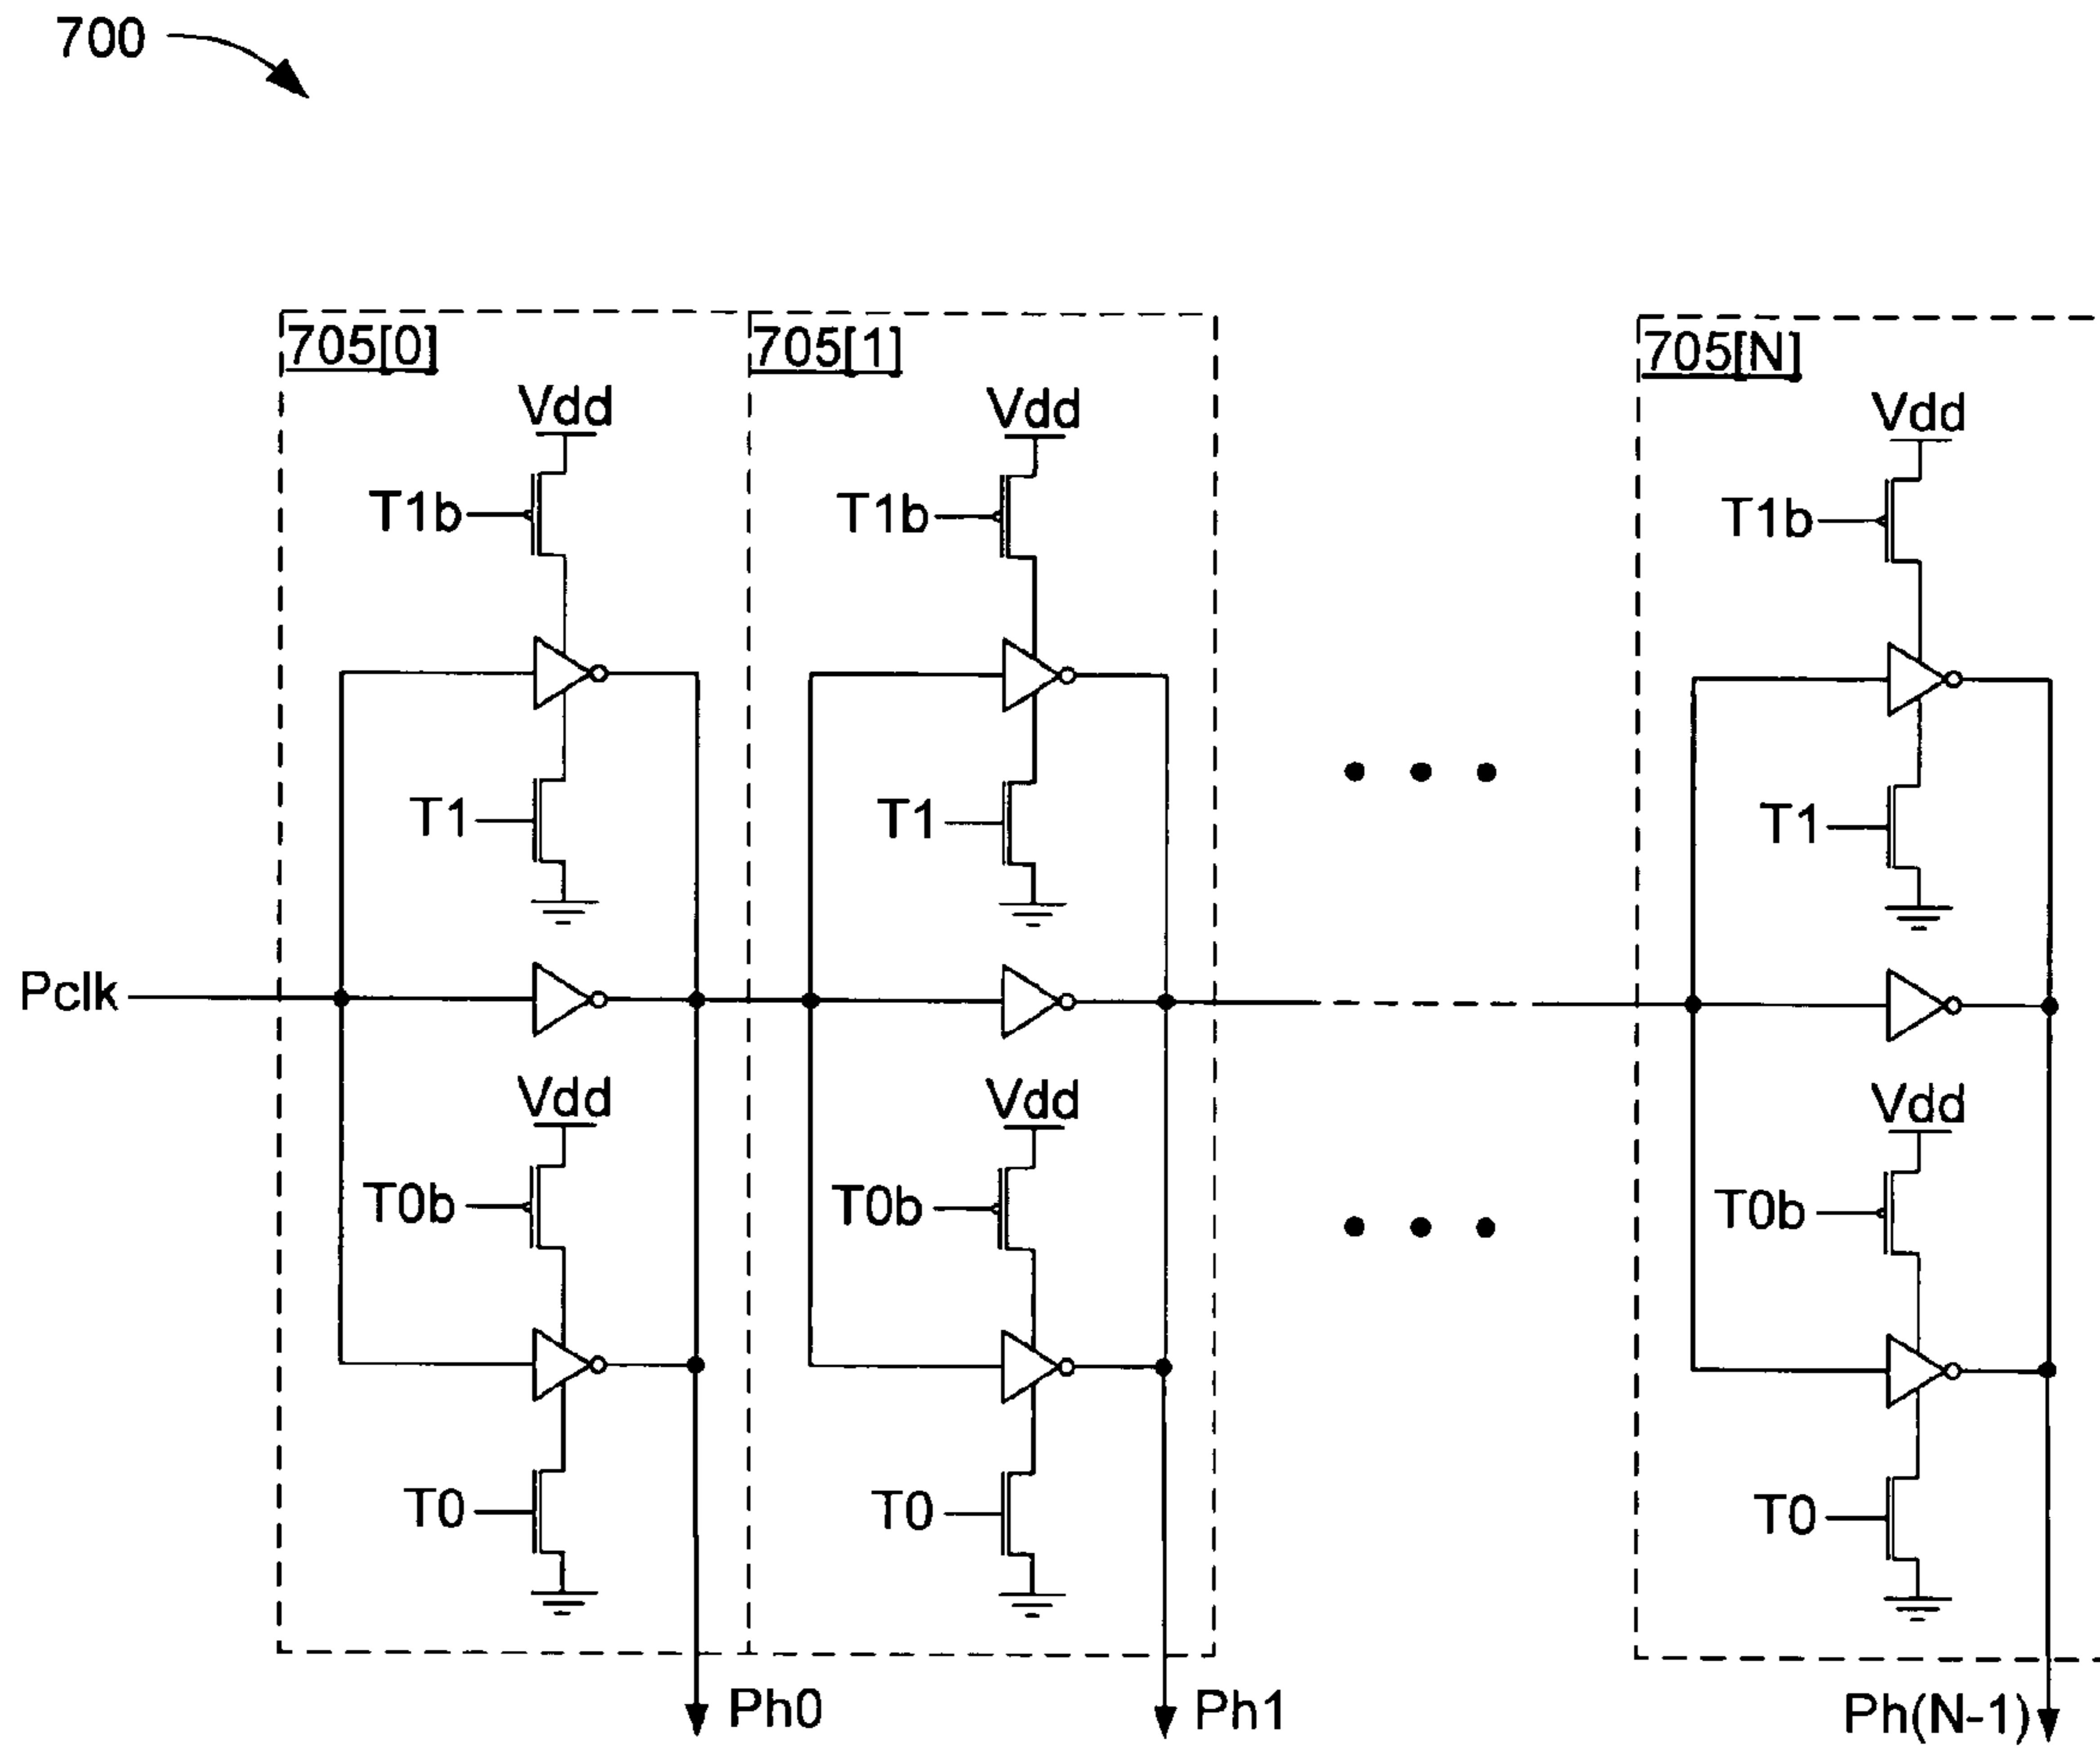 700
705[0]
705[1]
705[N]
Vdd
Vdd
Vdd
T1b
T1b
T1b
T1
T1
T1
Pclk
Vdd
Vdd
Vdd
T0b
T0b
T0b
T0
T0
T0
Ph0
Ph1
Ph(N-1)